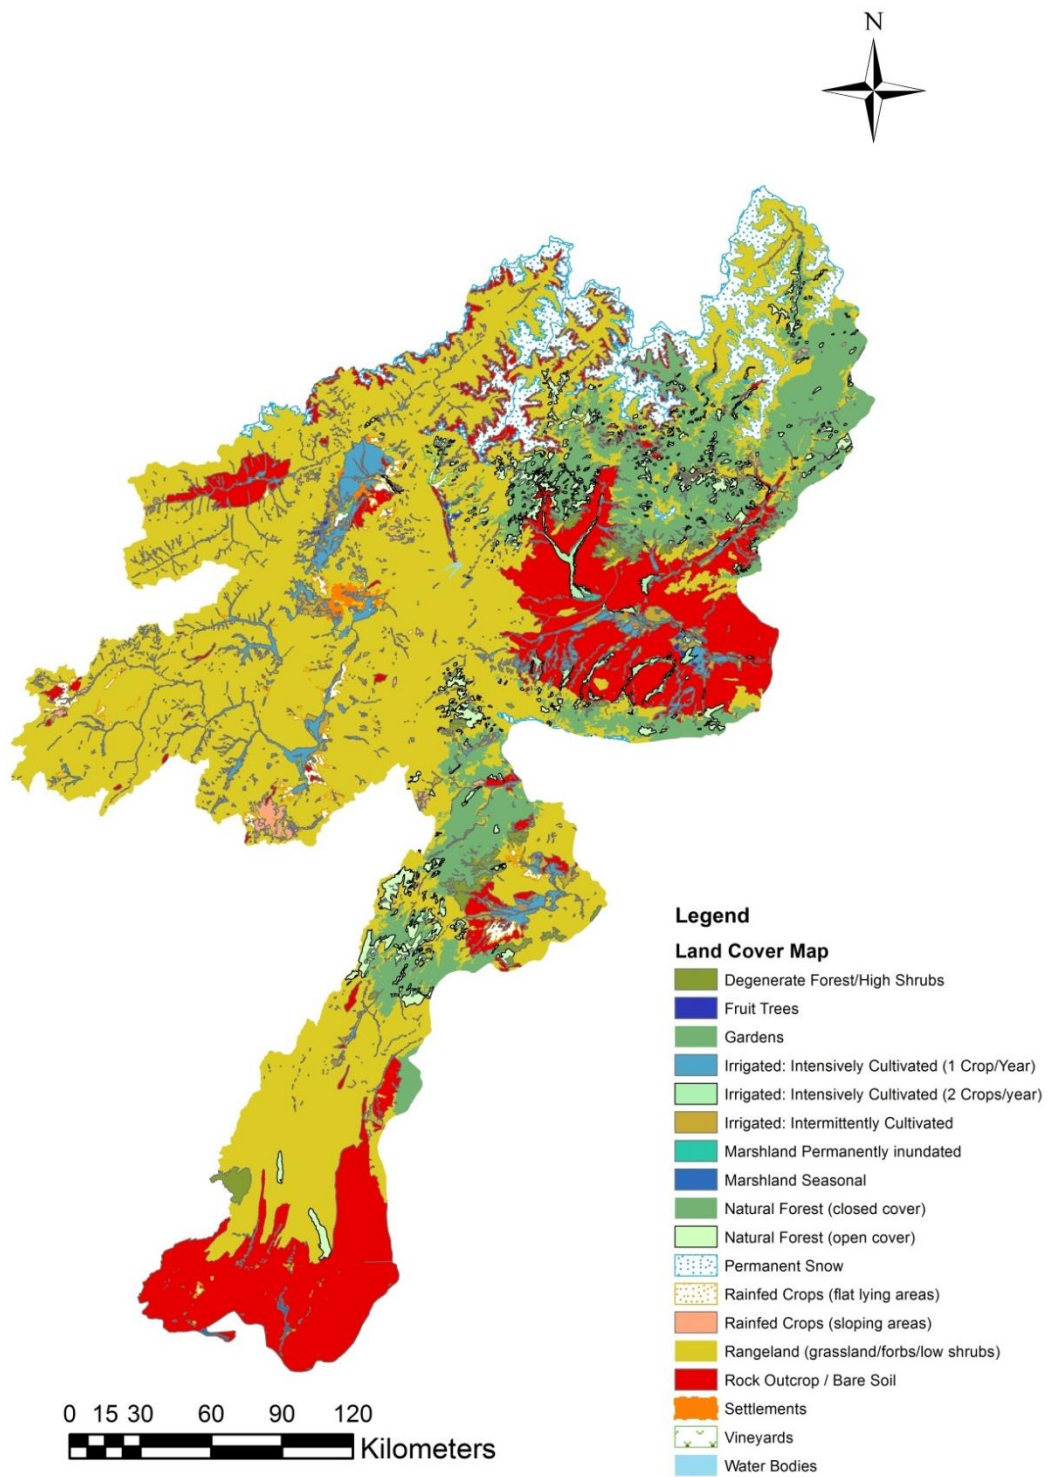 N
Legend
Land Cover Map
Degenerate Forest/High Shrubs
Fruit Trees
Gardens
Irrigated: Intensively Cultivated (1 Crop/Year)
Irrigated: Intensively Cultivated (2 Crops/year)
Irrigated: Intermittently Cultivated
Marshland Permanently inundated
Marshland Seasonal
Natural Forest (closed cover)
Natural Forest (open cover)
Permanent Snow
Rainfed Crops (flat lying areas)
Rainfed Crops (sloping areas)
Rangeland (grassland/forbs/low shrubs)
Rock Outcrop / Bare Soil
Settlements
Vineyards
Water Bodies
0 15 30 60 90 120
Kilometers